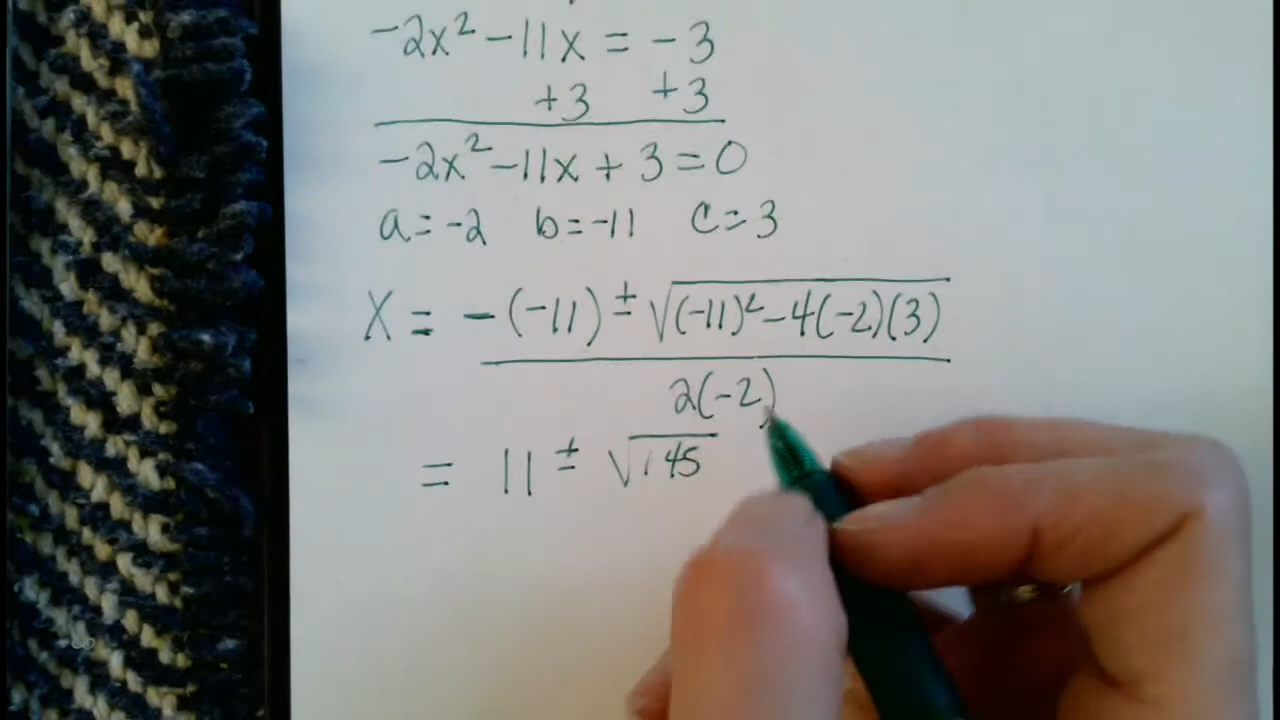 -2x² -11x = -3
+3 +3
-2x² -11x + 3 = 0
a = -2 b = -11 c = 3
X = -(-11) ± √(-11)² -4(-2)(3)
2(-2)
= 11 ± √145